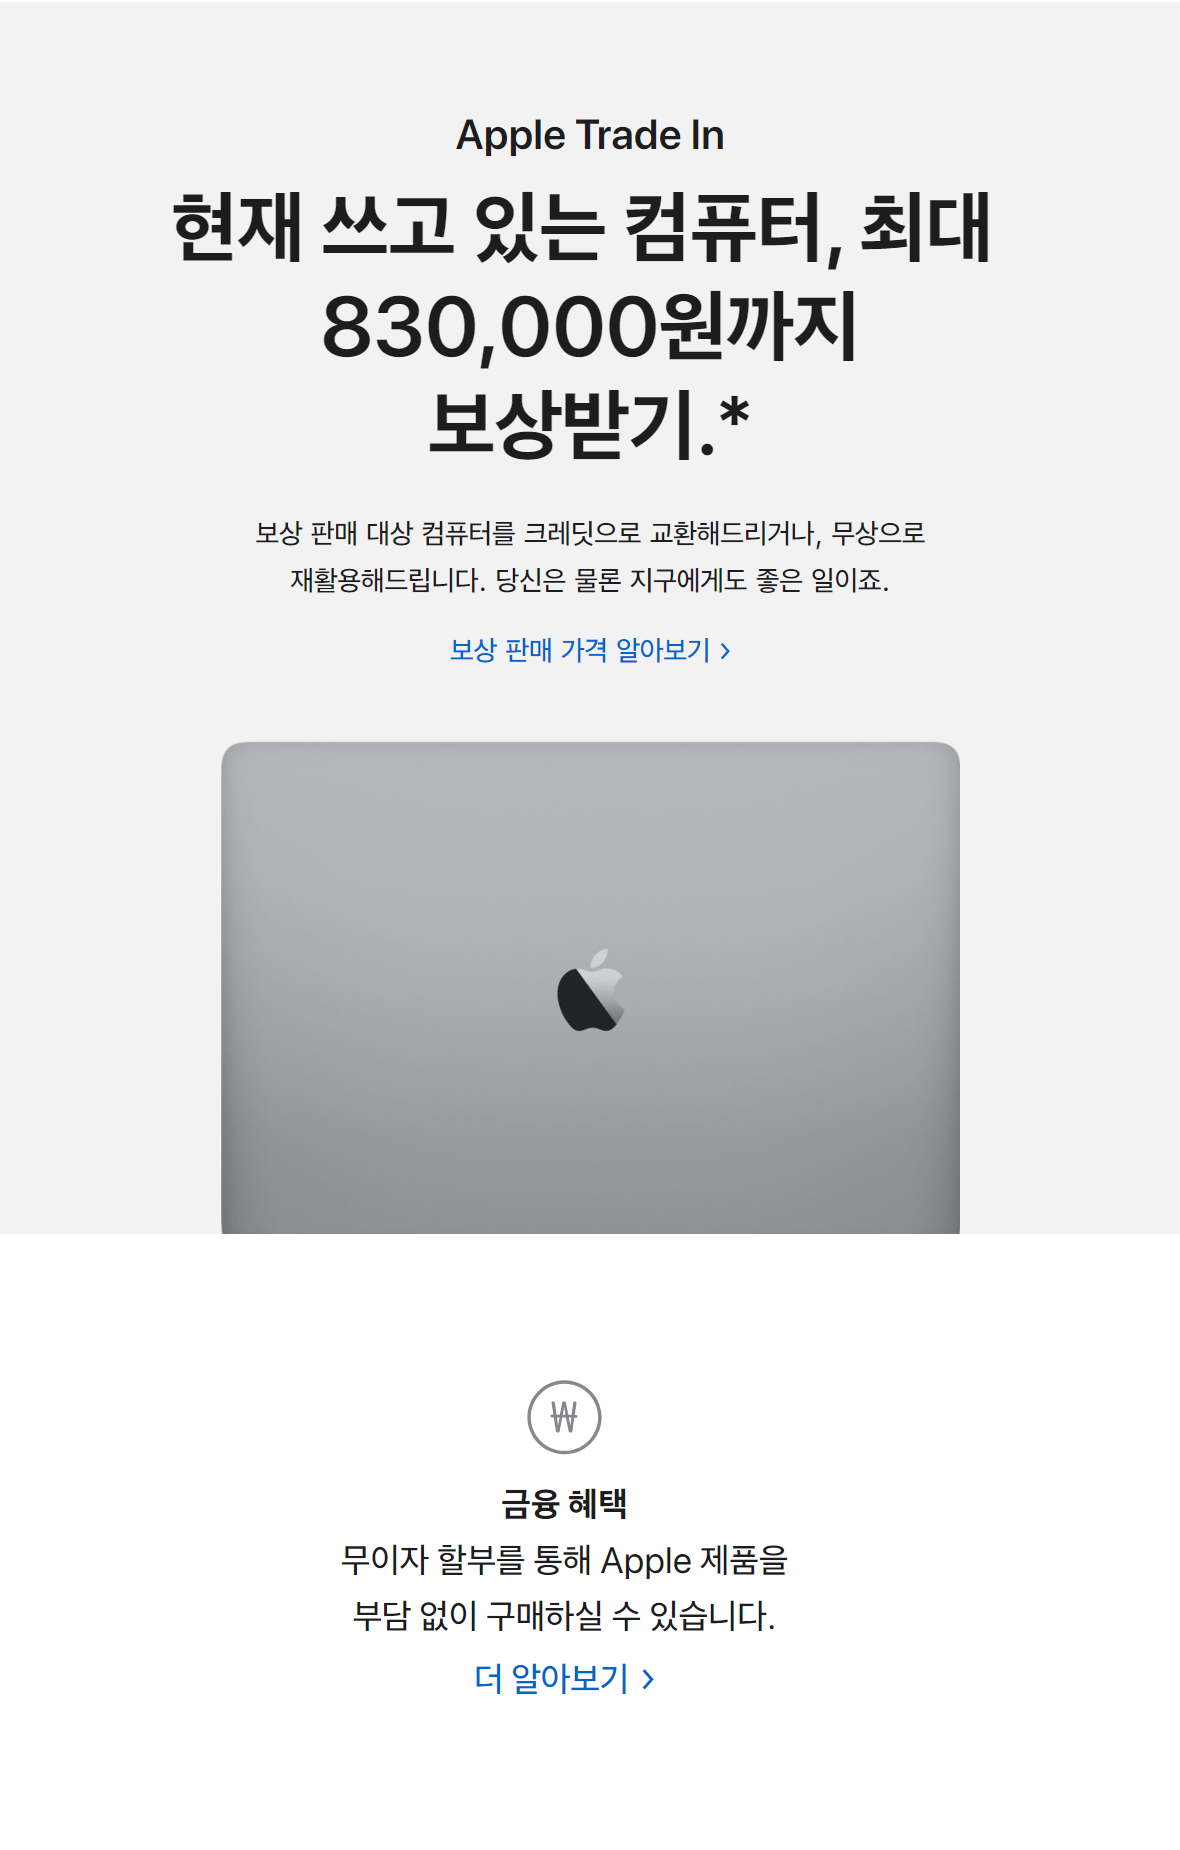 Apple Trade In
현재 쓰고 있는 컴퓨터, 최대
830,000원까지
보상받기.*
보상 판매 대상 컴퓨터를 크레딧으로 교환해드리거나, 무상으로
재활용해드립니다. 당신은 물론 지구에게도 좋은 일이죠.
보상 판매 가격 알아보기 >
₩
금융 혜택
무이자 할부를 통해 Apple 제품을
부담 없이 구매하실 수 있습니다.
더 알아보기 >